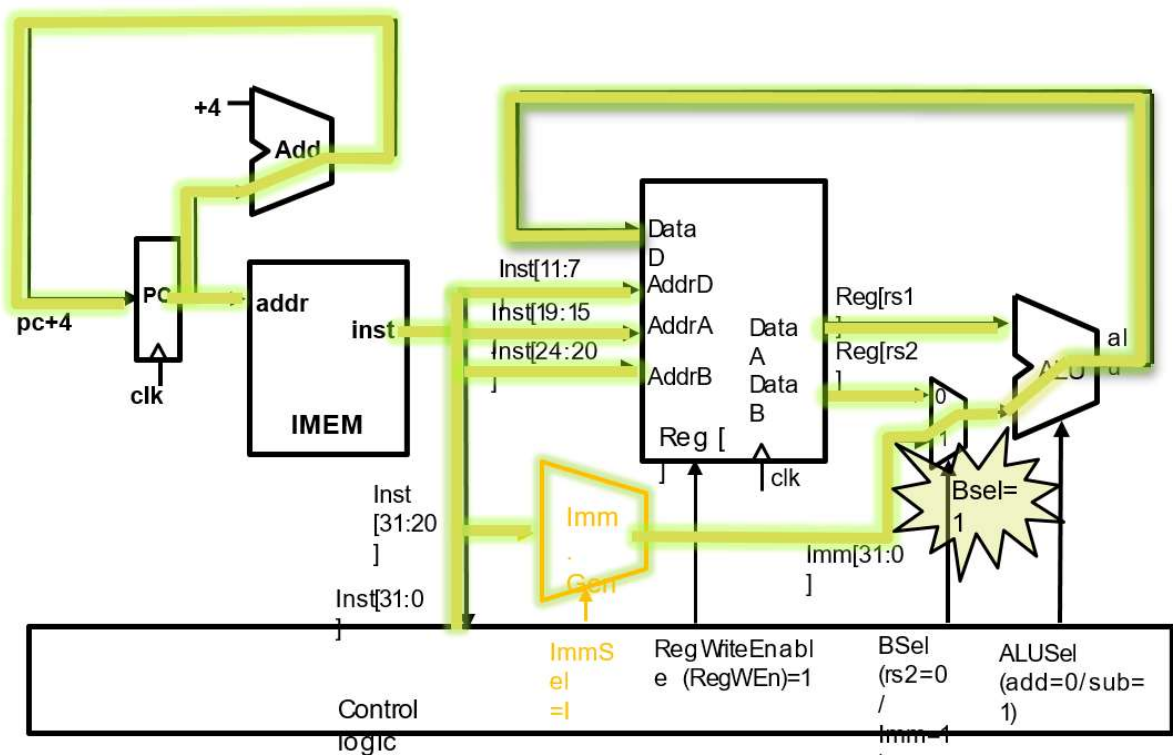 +4
Add
pc+4
PC
clk
addr
inst
IMEM
Inst[11:7
]
Inst[19:15
]
Inst[24:20
]
Data
D
AddrD
AddrA
AddrB
Data
A
Data
B
Reg [
]
clk
Reg[rs1
]
Reg[rs2
]
0
1
ALU
al
u
Bsel=
1
Inst
[31:20
]
Imm
.
Gen
Imm[31:0
]
Inst[31:0
]
Control
logic
ImmS
el
=I
RegWriteEnabl
e (RegWEn)=1
BSel
(rs2=0
/
Imm=1
)
ALUSel
(add=0/sub=
1)